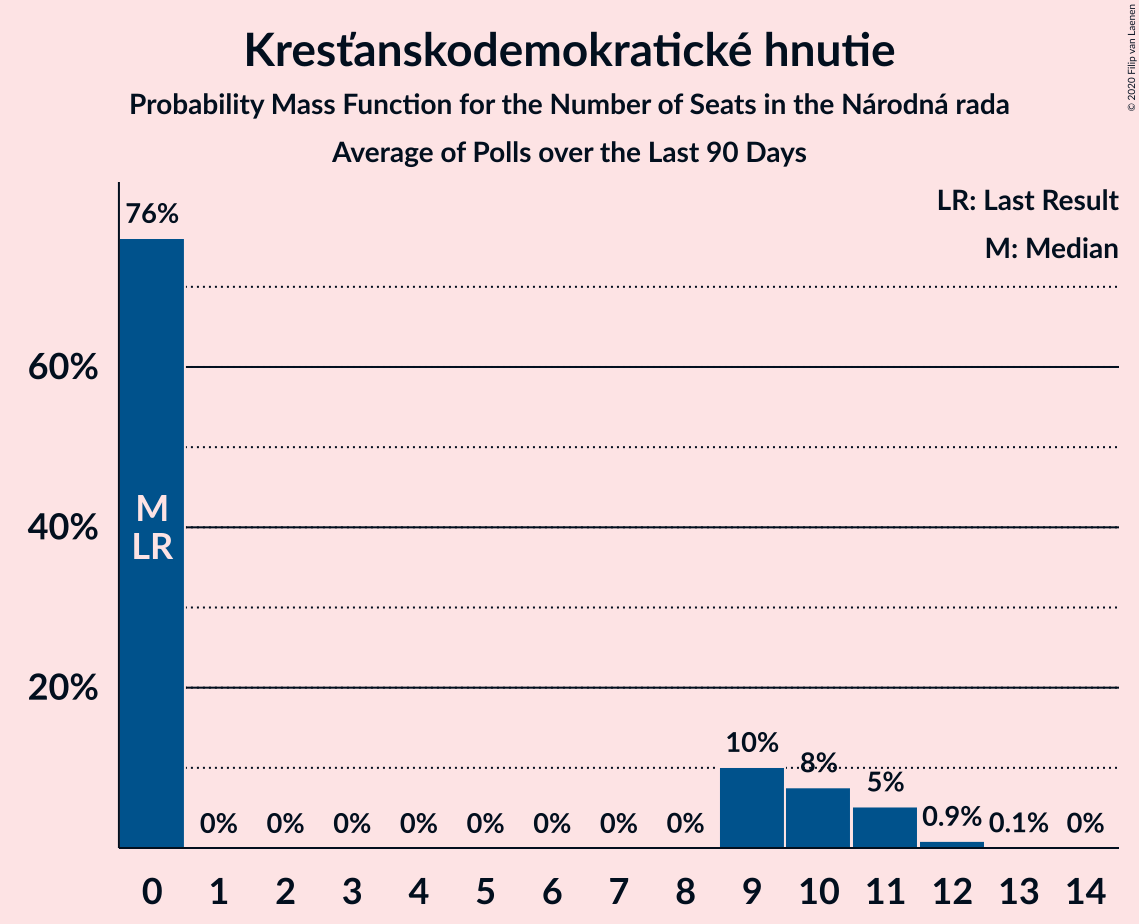 Kresťanskodemokratické hnutie
Probability Mass Function for the Number of Seats in the Národná rada
Average of Polls over the Last 90 Days
© 2020 Filip van Laenen
LR: Last Result
M: Median
76%
60%
40%
20%
M
LR
0% 0% 0% 0% 0% 0% 0% 0% 10% 8% 5% 0.9% 0.1% 0%
0 1 2 3 4 5 6 7 8 9 10 11 12 13 14